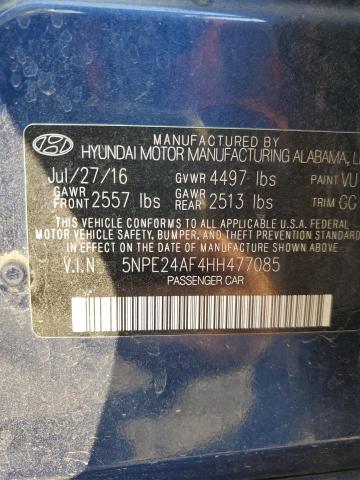 MANUFACTURED BY
HYUNDAI MOTOR MANUFACTURING ALABAMA,
Jul/27/16 GVWR 4497 lbs PAINT VU
GAWR FRONT 2557 lbs GAWR REAR 2513 lbs TRIM GC
THIS VEHICLE CONFORMS TO ALL APPLICABLE U.S.A FEDERAL
MOTOR VEHICLE SAFETY, BUMPER, AND THEFT PREVENTION STANDARDS
IN EFFECT ON THE DATE OF MANUFACTURE SHOWN ABOVE.
V.I.N 5NPE24AF4HH477085
PASSENGER CAR